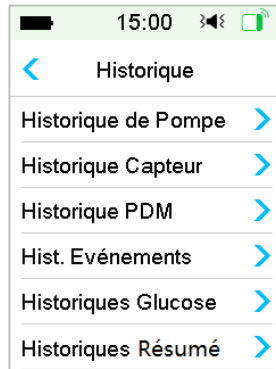 15:00
Historique
Historique de Pompe
Historique Capteur
Historique PDM
Hist. Evénements
Historiques Glucose
Historiques Résumé